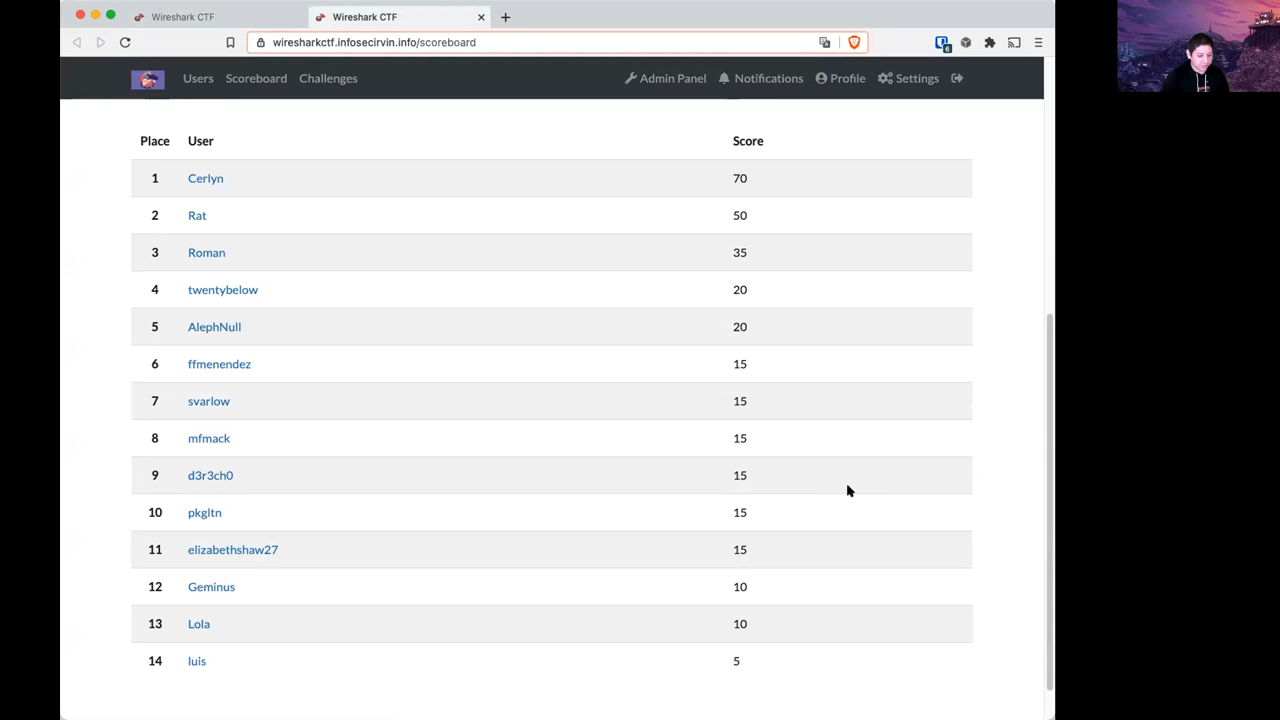 Wireshark CTF
Wireshark CTF
wiresharkctf.infosecirvin.info/scoreboard
6
Users Scoreboard Challenges Admin Panel Notifications Profile Settings
Place User Score
1 Cerlyn 70
2 Rat 50
3 Roman 35
4 twentybelow 20
5 AlephNull 20
6 ffmenendez 15
7 svarlow 15
8 mfmack 15
9 d3r3ch0 15
10 pkgltn 15
11 elizabethshaw27 15
12 Geminus 10
13 Lola 10
14 luis 5